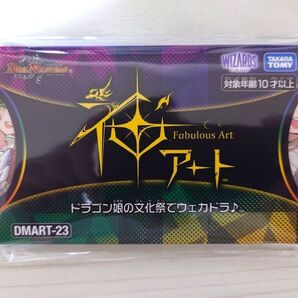 DUEL MASTERS
WIZARDS
TAKARA TOMY
対象年齢10才以上
神
Fabulous Art
アート
ドラゴン娘の文化祭でウェカドラ♪
DMART-23